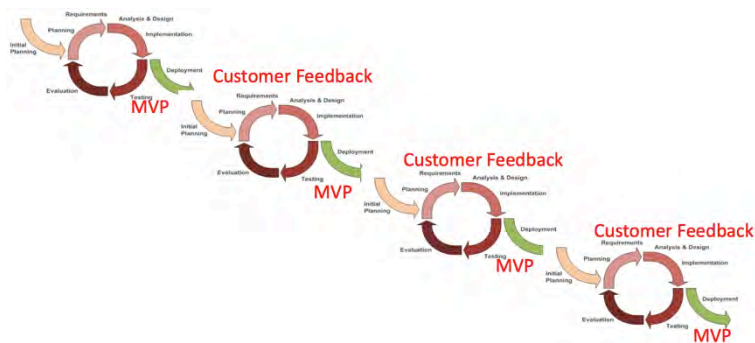 Requirements
Analysis & Design
Planning
Implementation
Initial
Planning
Deployment
Evaluation
Testing
MVP
Customer Feedback
Requirements
Analysis & Design
Planning
Implementation
Initial
Planning
Deployment
Evaluation
Testing
MVP
Customer Feedback
Requirements
Analysis & Design
Planning
Implementation
Initial
Planning
Deployment
Evaluation
Testing
MVP
Customer Feedback
Requirements
Analysis & Design
Planning
Implementation
Initial
Planning
Deployment
Evaluation
Testing
MVP